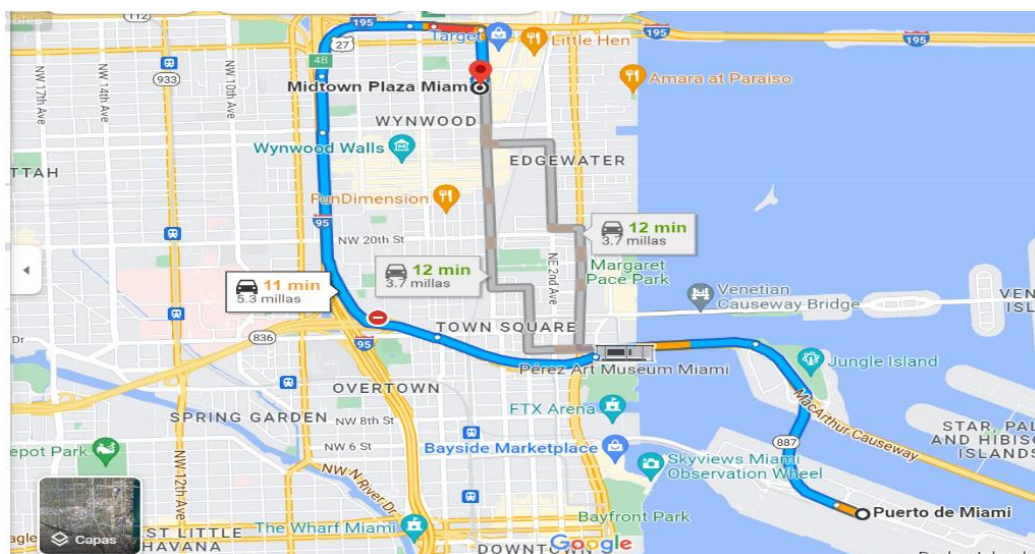 112
195
195
195
933
27
4B
Target
Little Hen
NW 17th Ave
NW 14th Ave
NW 10th Ave
Midtown Plaza Miam
Amara at Paraiso
WYNWOOD
Wynwood Walls
EDGEWATER
TTAH
FunDimension
95
NW 20th St
12 min
3.7 millas
12 min
3.7 millas
11 min
5.3 millas
NE 2nd Ave
Margaret
Pace Park
Venetian
Causeway Bridge
VEN
ISL
836
95
TOWN SQUARE
Dr
Pérez Art Museum Miami
Jungle Island
OVERTOWN
MacArthur Causeway
SPRING GARDEN
NW 8th St
FTX Arena
STAR, PAL
AND HIBISC
ISLANDS
NW 6 St
887
epot Park
Bayside Marketplace
NW 12th Ave
NW N River Dr
Skyviews Miami
Observation Wheel
Puerto de Miami
Bayfront Park
The Wharf Miami
Capas
agle
ST LITTLE
HAVANA
DOWNTOWN
Google